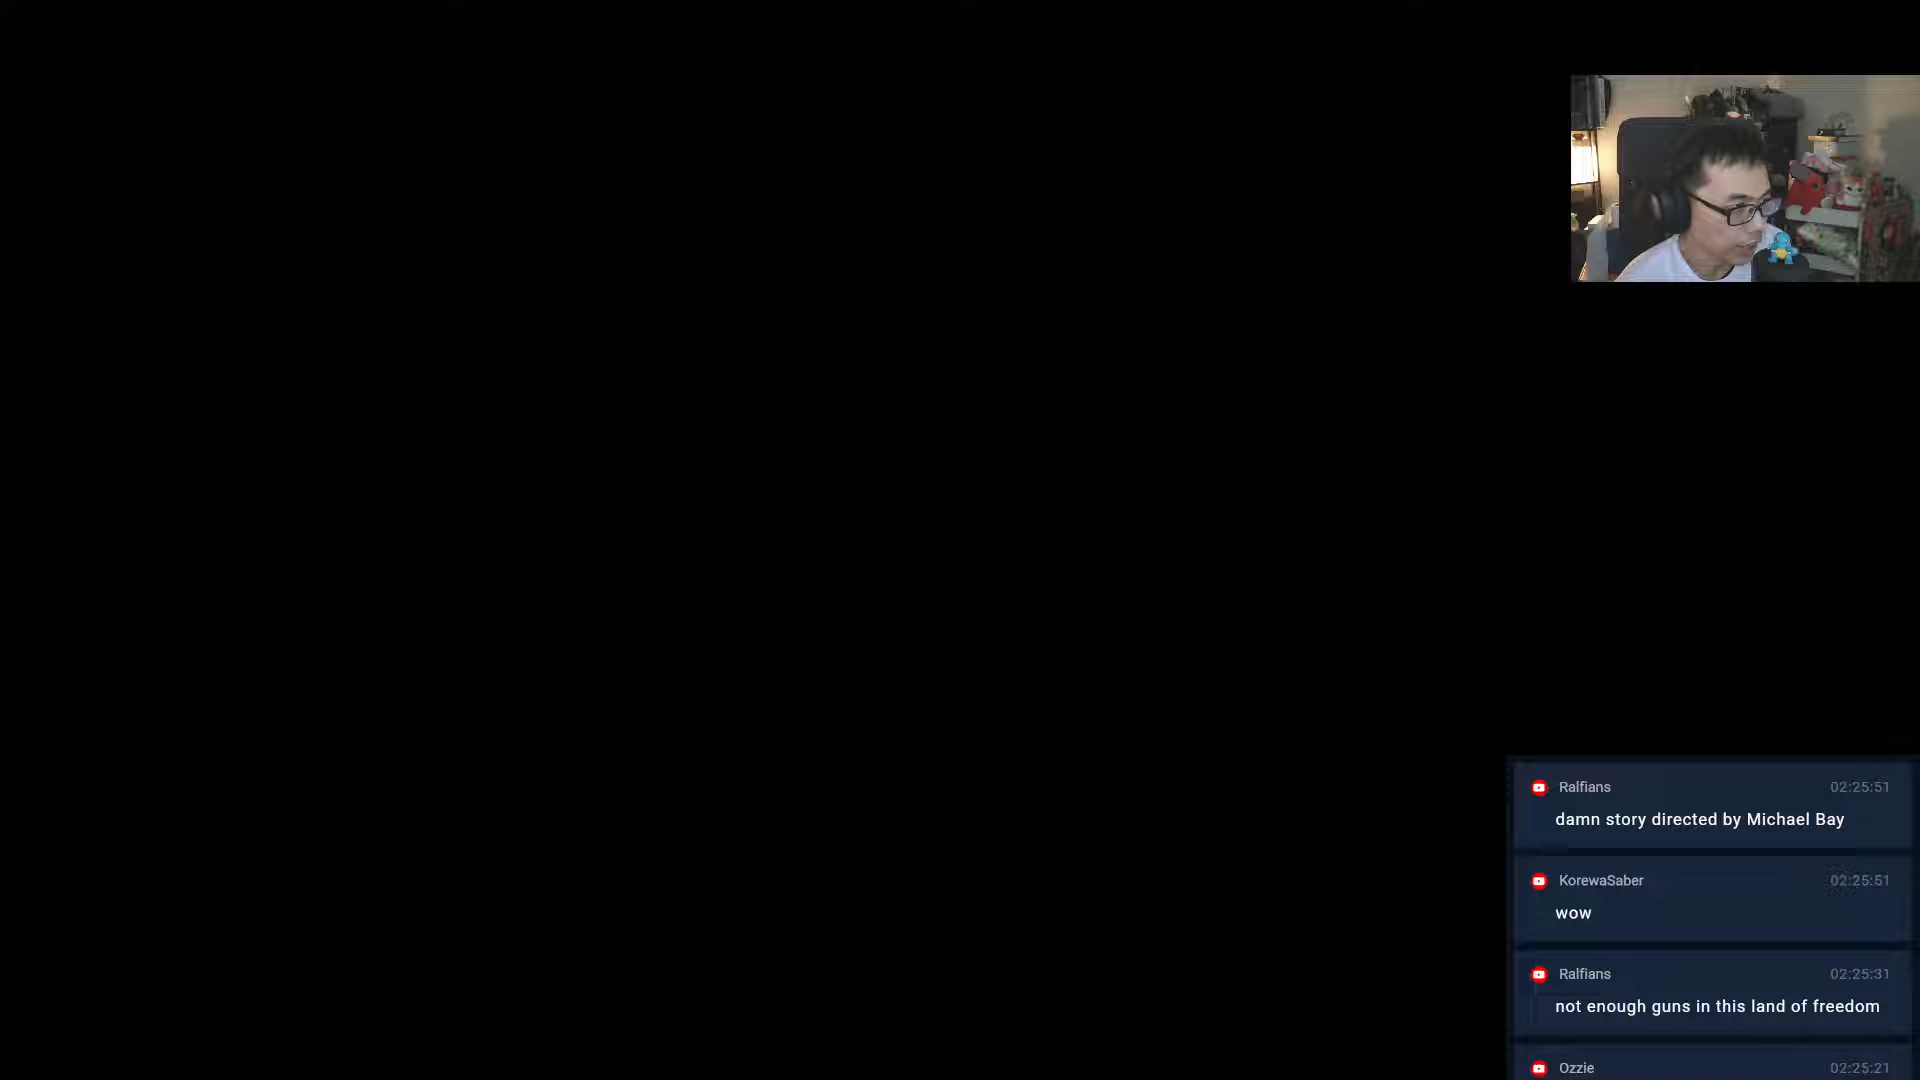 Ralfians 02:25:51
damn story directed by Michael Bay
KorewaSaber 02:25:51
wow
Ralfians 02:25:31
not enough guns in this land of freedom
Ozzie 02:25:21